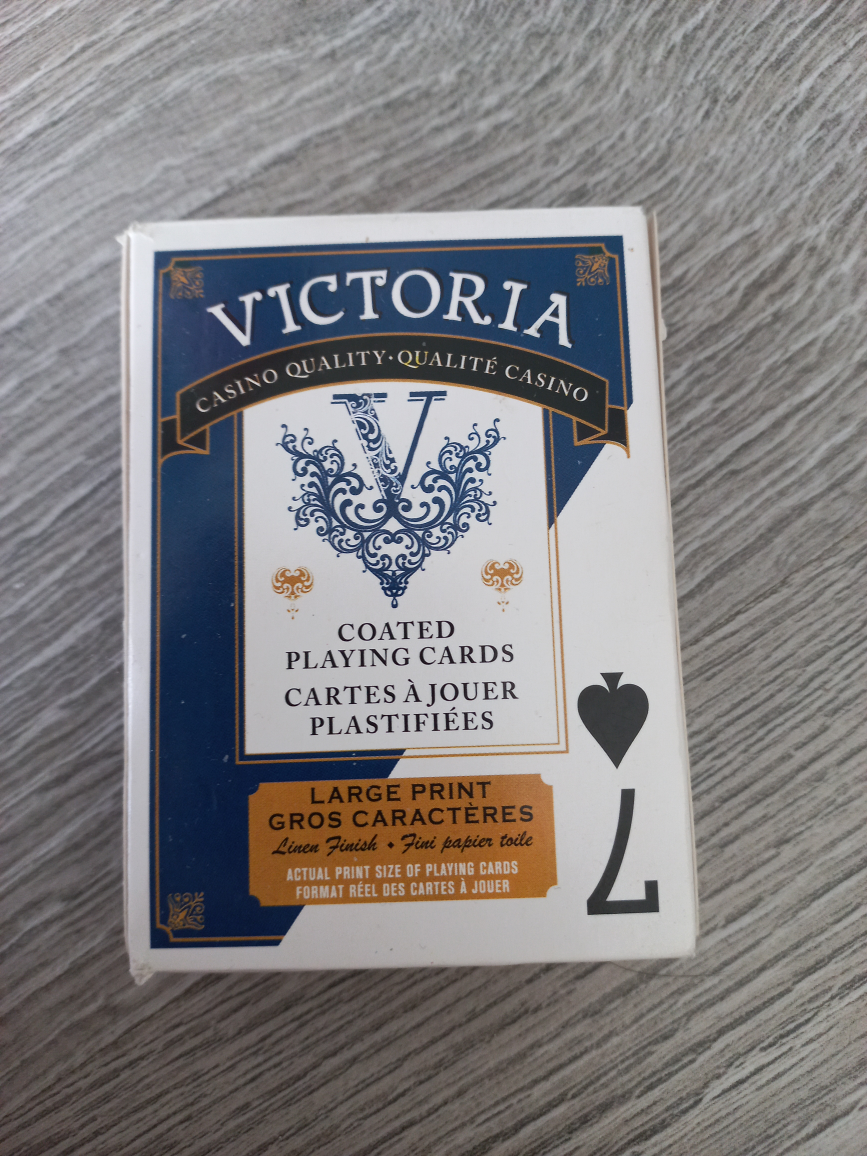 VICTORIA
CASINO QUALITY · QUALITÉ CASINO
V
COATED
PLAYING CARDS
CARTES À JOUER
PLASTIFIÉES
LARGE PRINT
GROS CARACTÈRES
Linen Finish • Fini papier toile
ACTUAL PRINT SIZE OF PLAYING CARDS
FORMAT RÉEL DES CARTES À JOUER
7